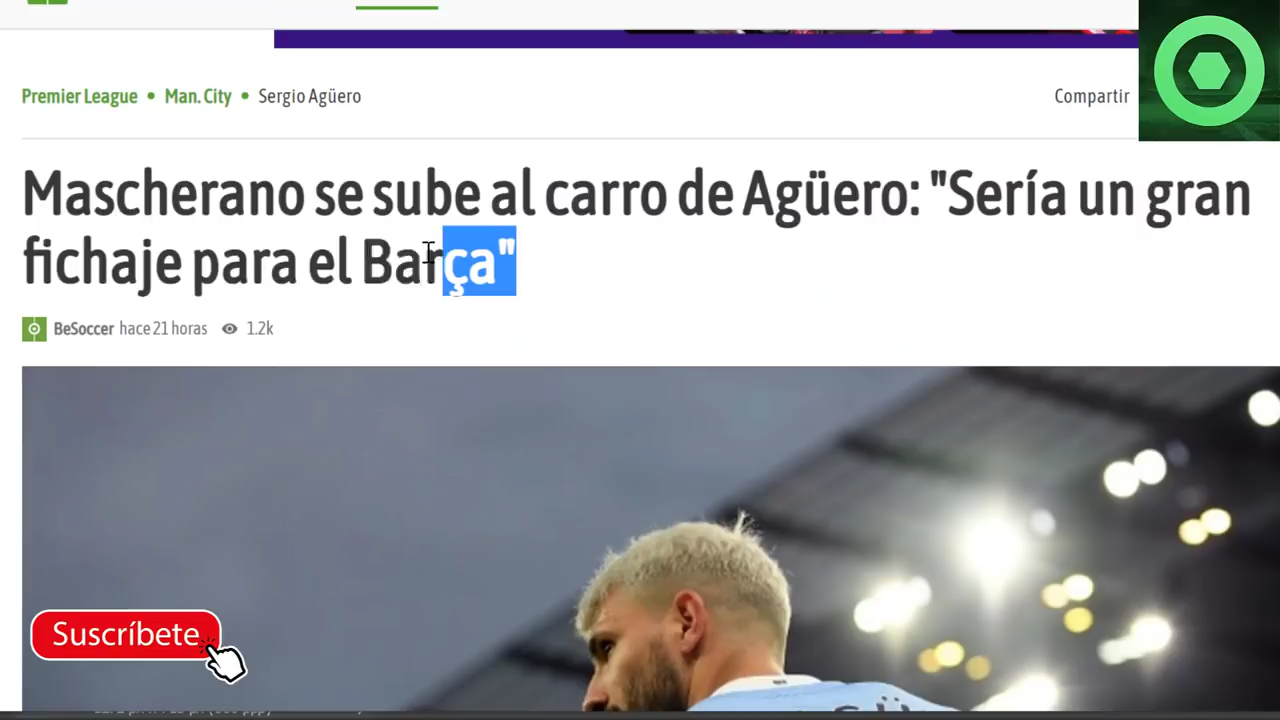 Premier League • Man. City • Sergio Agüero
Compartir
Mascherano se sube al carro de Agüero: "Sería un gran
fichaje para el Barça"
BeSoccer hace 21 horas 1.2k
Suscríbete